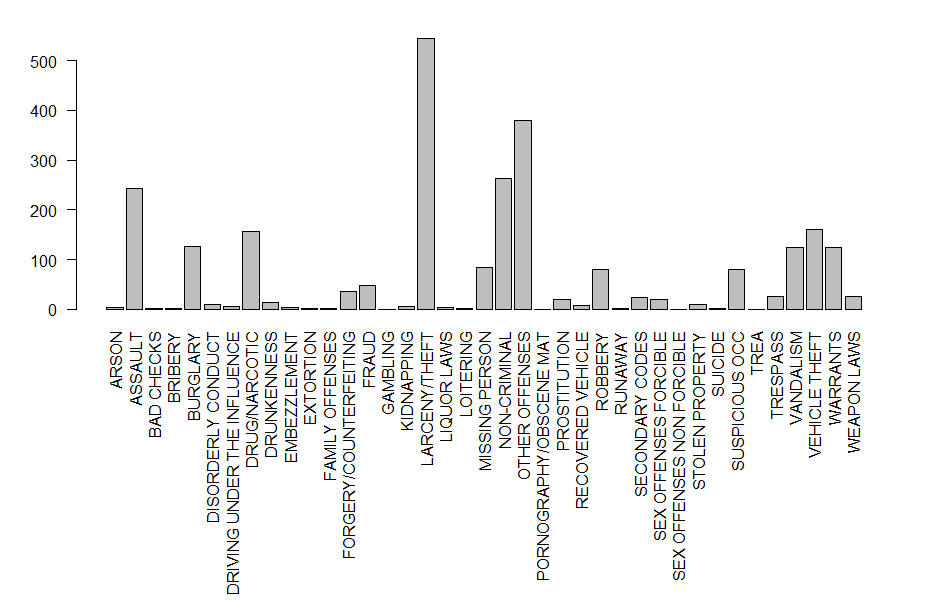 500
400
300
200
100
0
ARSON
ASSAULT
BAD CHECKS
BRIBERY
BURGLARY
DISORDERLY CONDUCT
DRIVING UNDER THE INFLUENCE
DRUG/NARCOTIC
DRUNKENNESS
EMBEZZLEMENT
EXTORTION
FAMILY OFFENSES
FORGERY/COUNTERFEITING
FRAUD
GAMBLING
KIDNAPPING
LARCENY/THEFT
LIQUOR LAWS
LOITERING
MISSING PERSON
NON-CRIMINAL
OTHER OFFENSES
PORNOGRAPHY/OBSCENE MAT
PROSTITUTION
RECOVERED VEHICLE
ROBBERY
RUNAWAY
SECONDARY CODES
SEX OFFENSES FORCIBLE
SEX OFFENSES NON FORCIBLE
STOLEN PROPERTY
SUICIDE
SUSPICIOUS OCC
TREA
TRESPASS
VANDALISM
VEHICLE THEFT
WARRANTS
WEAPON LAWS